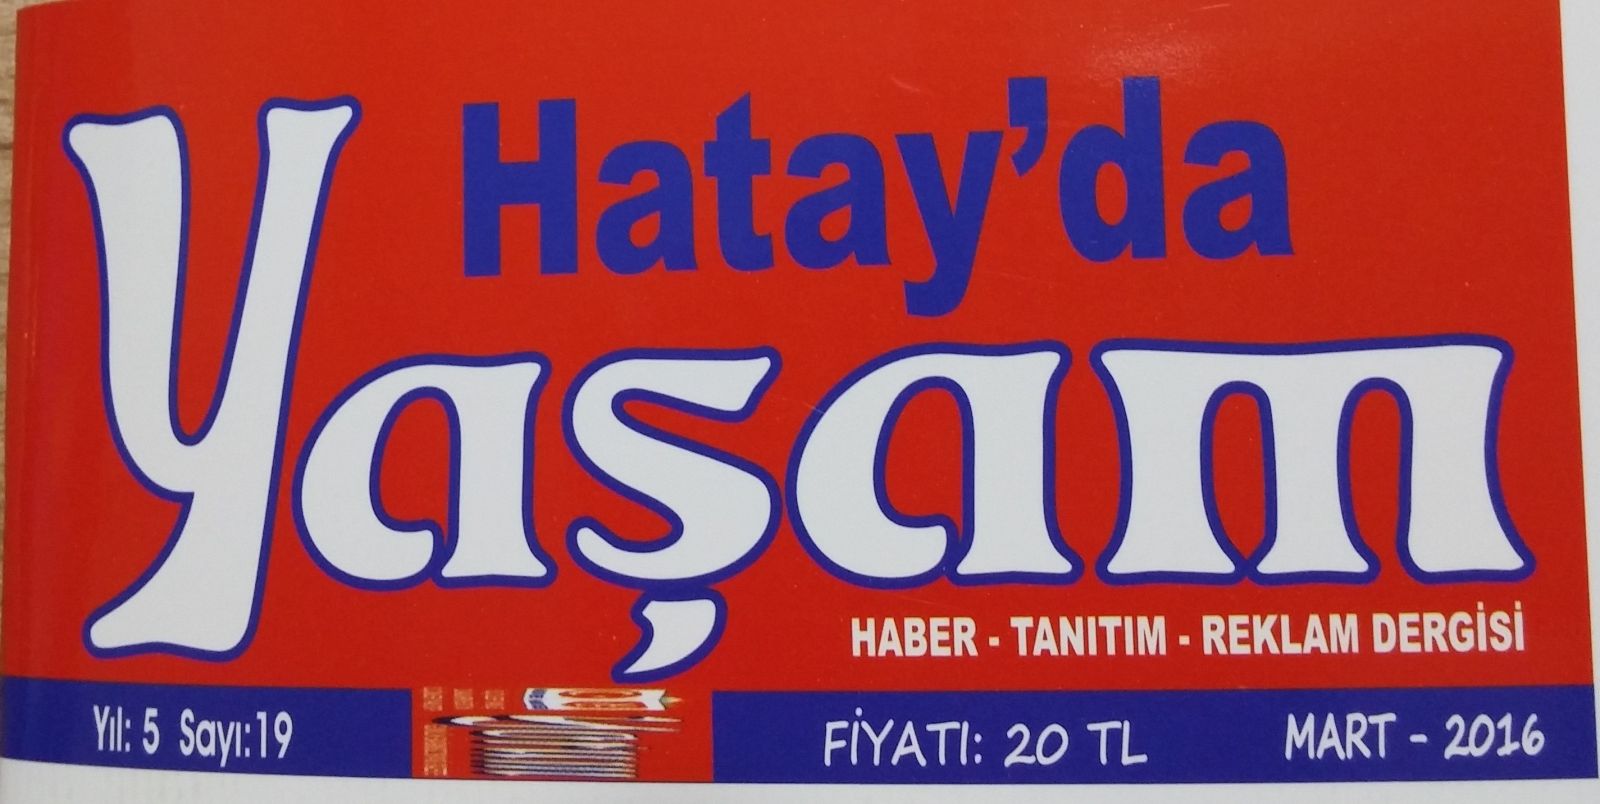 Hatay'da
Yaşam
HABER - TANITIM - REKLAM DERGİSİ
Yıl: 5 Sayı:19
FİYATI: 20 TL
MART - 2016